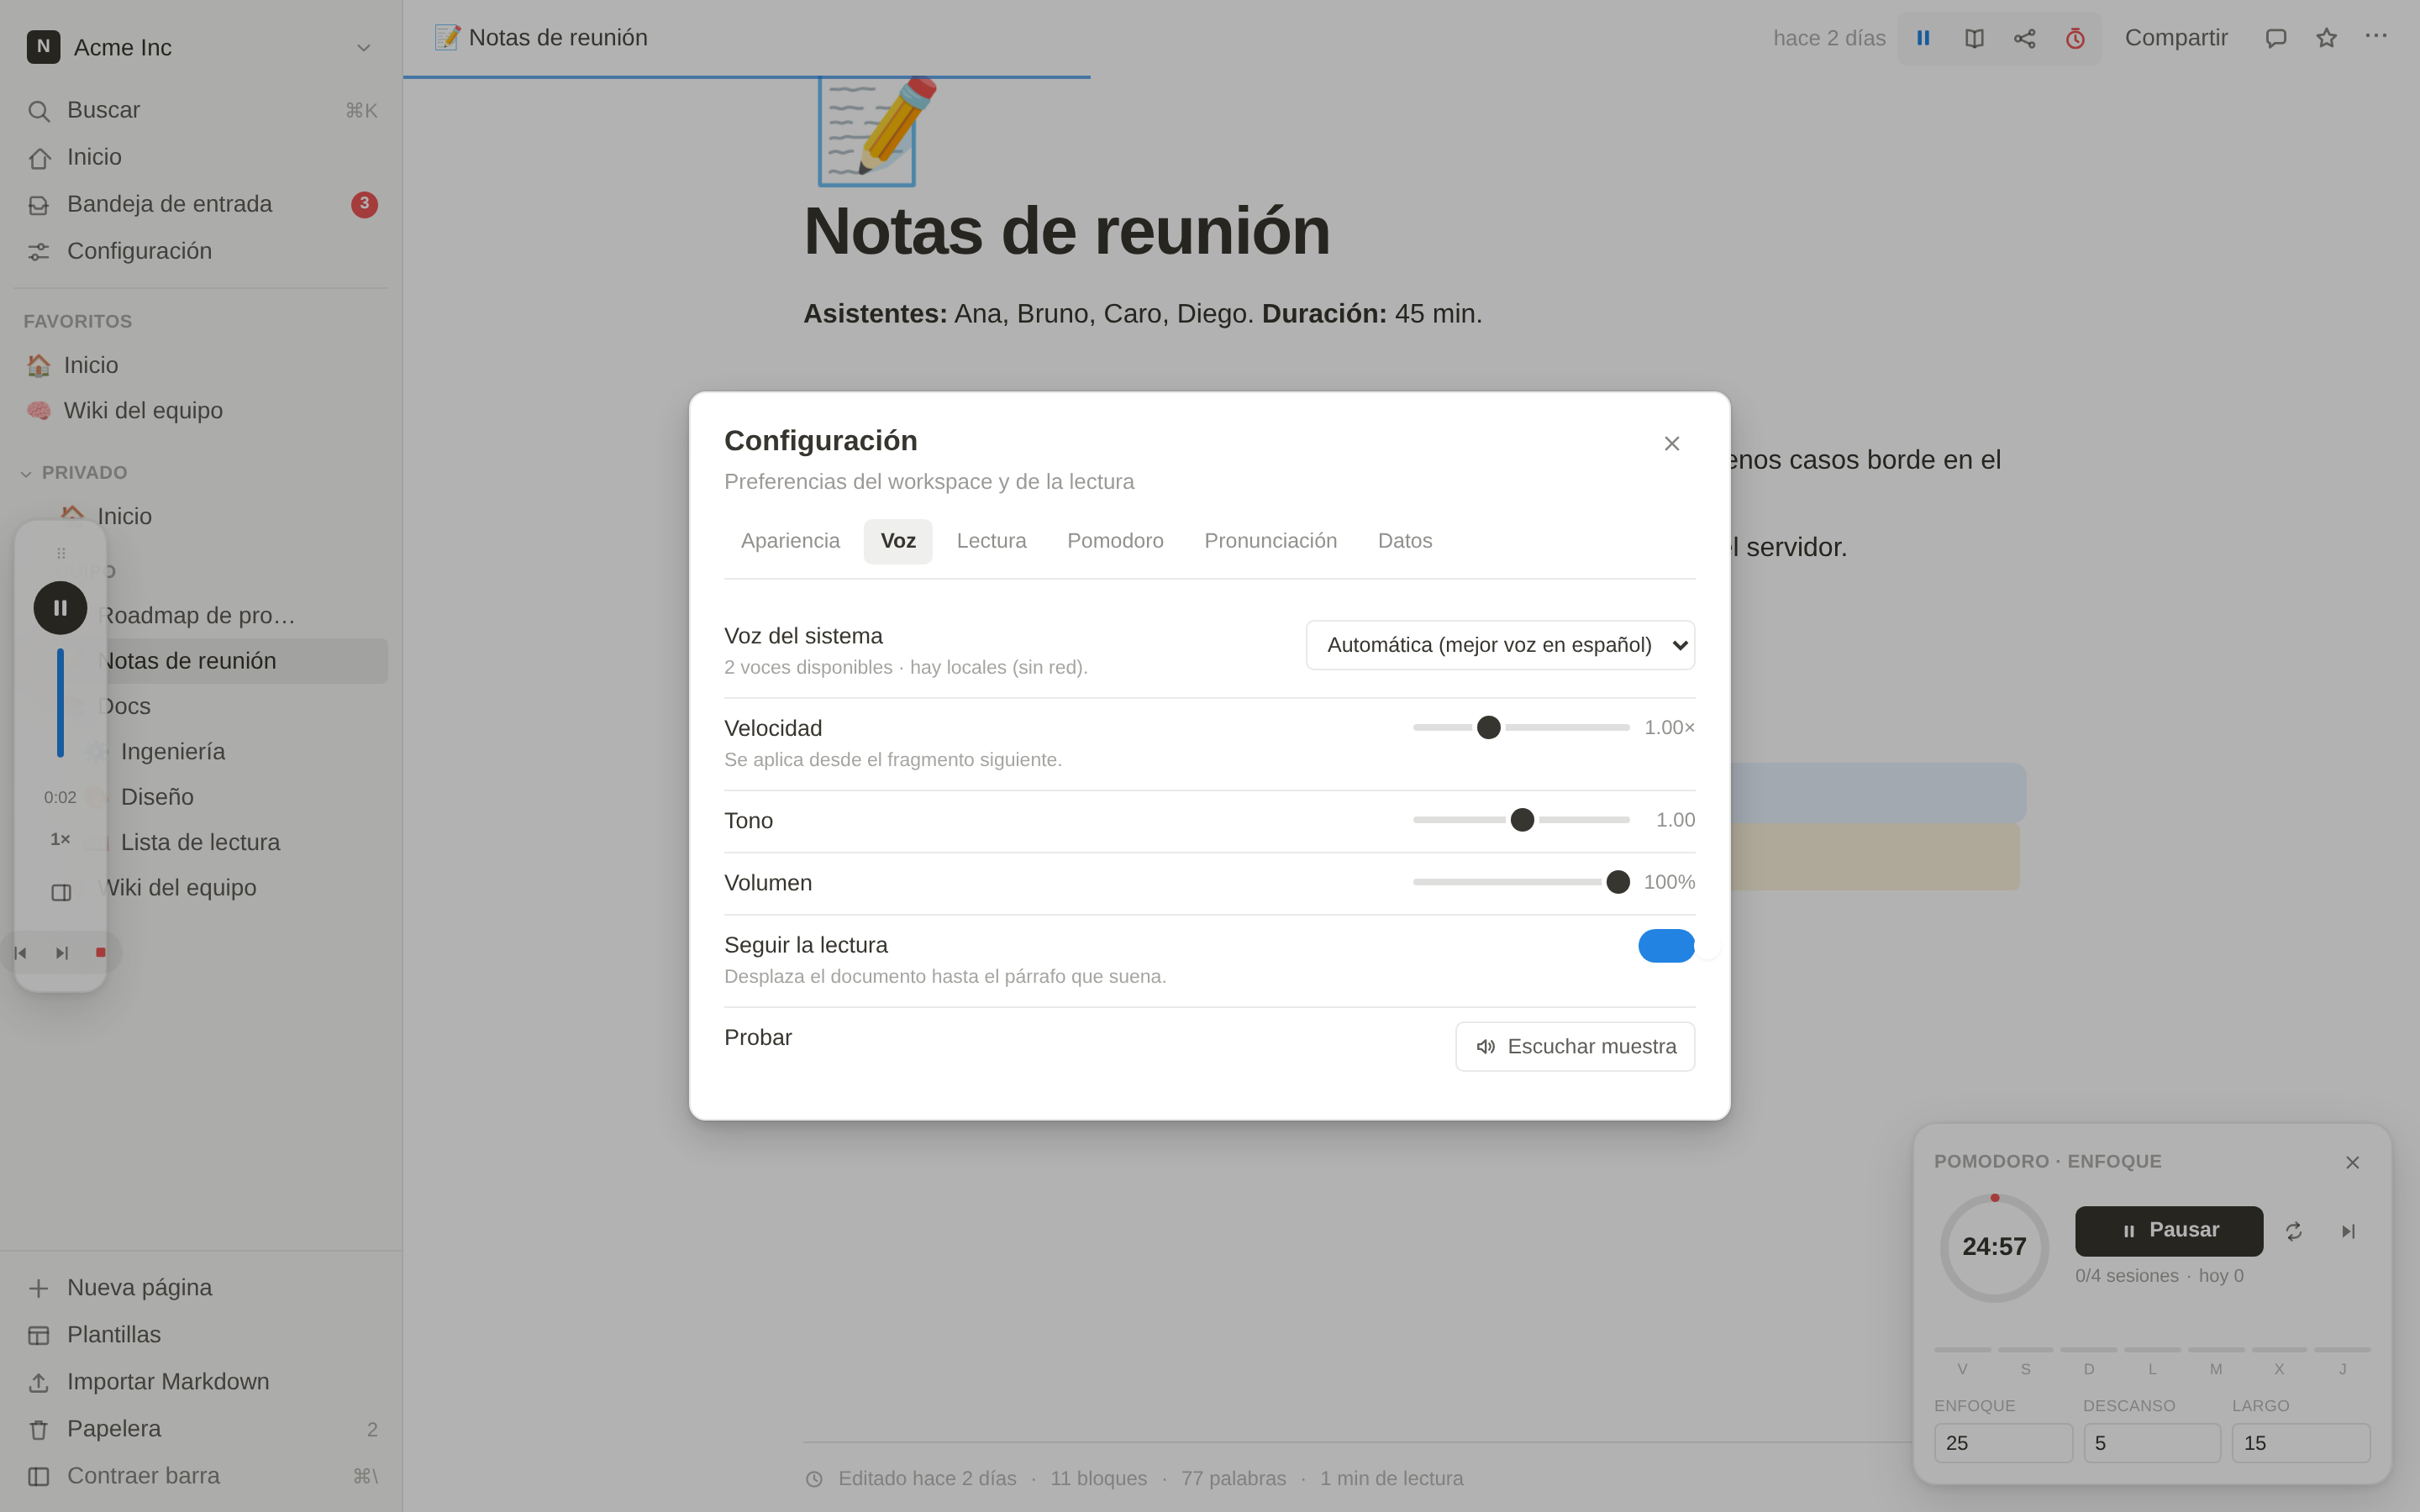 N Acme Inc
Buscar ⌘K
Inicio
Bandeja de entrada 3
Configuración
FAVORITOS
Inicio
Wiki del equipo
PRIVADO
Inicio
Roadmap de pro…
Notas de reunión
Docs
Ingeniería
Diseño
Lista de lectura
Wiki del equipo
0:02
1×
Nueva página
Plantillas
Importar Markdown
Papelera 2
Contraer barra ⌘\
Notas de reunión
hace 2 días
Compartir
Notas de reunión
Asistentes: Ana, Bruno, Caro, Diego. Duración: 45 min.
casos borde en el
servidor.
Configuración
Preferencias del workspace y de la lectura
Apariencia Voz Lectura Pomodoro Pronunciación Datos
Voz del sistema
2 voces disponibles · hay locales (sin red).
Automática (mejor voz en español)
Velocidad 1.00×
Se aplica desde el fragmento siguiente.
Tono 1.00
Volumen 100%
Seguir la lectura
Desplaza el documento hasta el párrafo que suena.
Probar
Escuchar muestra
POMODORO · ENFOQUE
24:57
Pausar
0/4 sesiones · hoy 0
V S D L M X J
ENFOQUE DESCANSO LARGO
25 5 15
Editado hace 2 días · 11 bloques · 77 palabras · 1 min de lectura